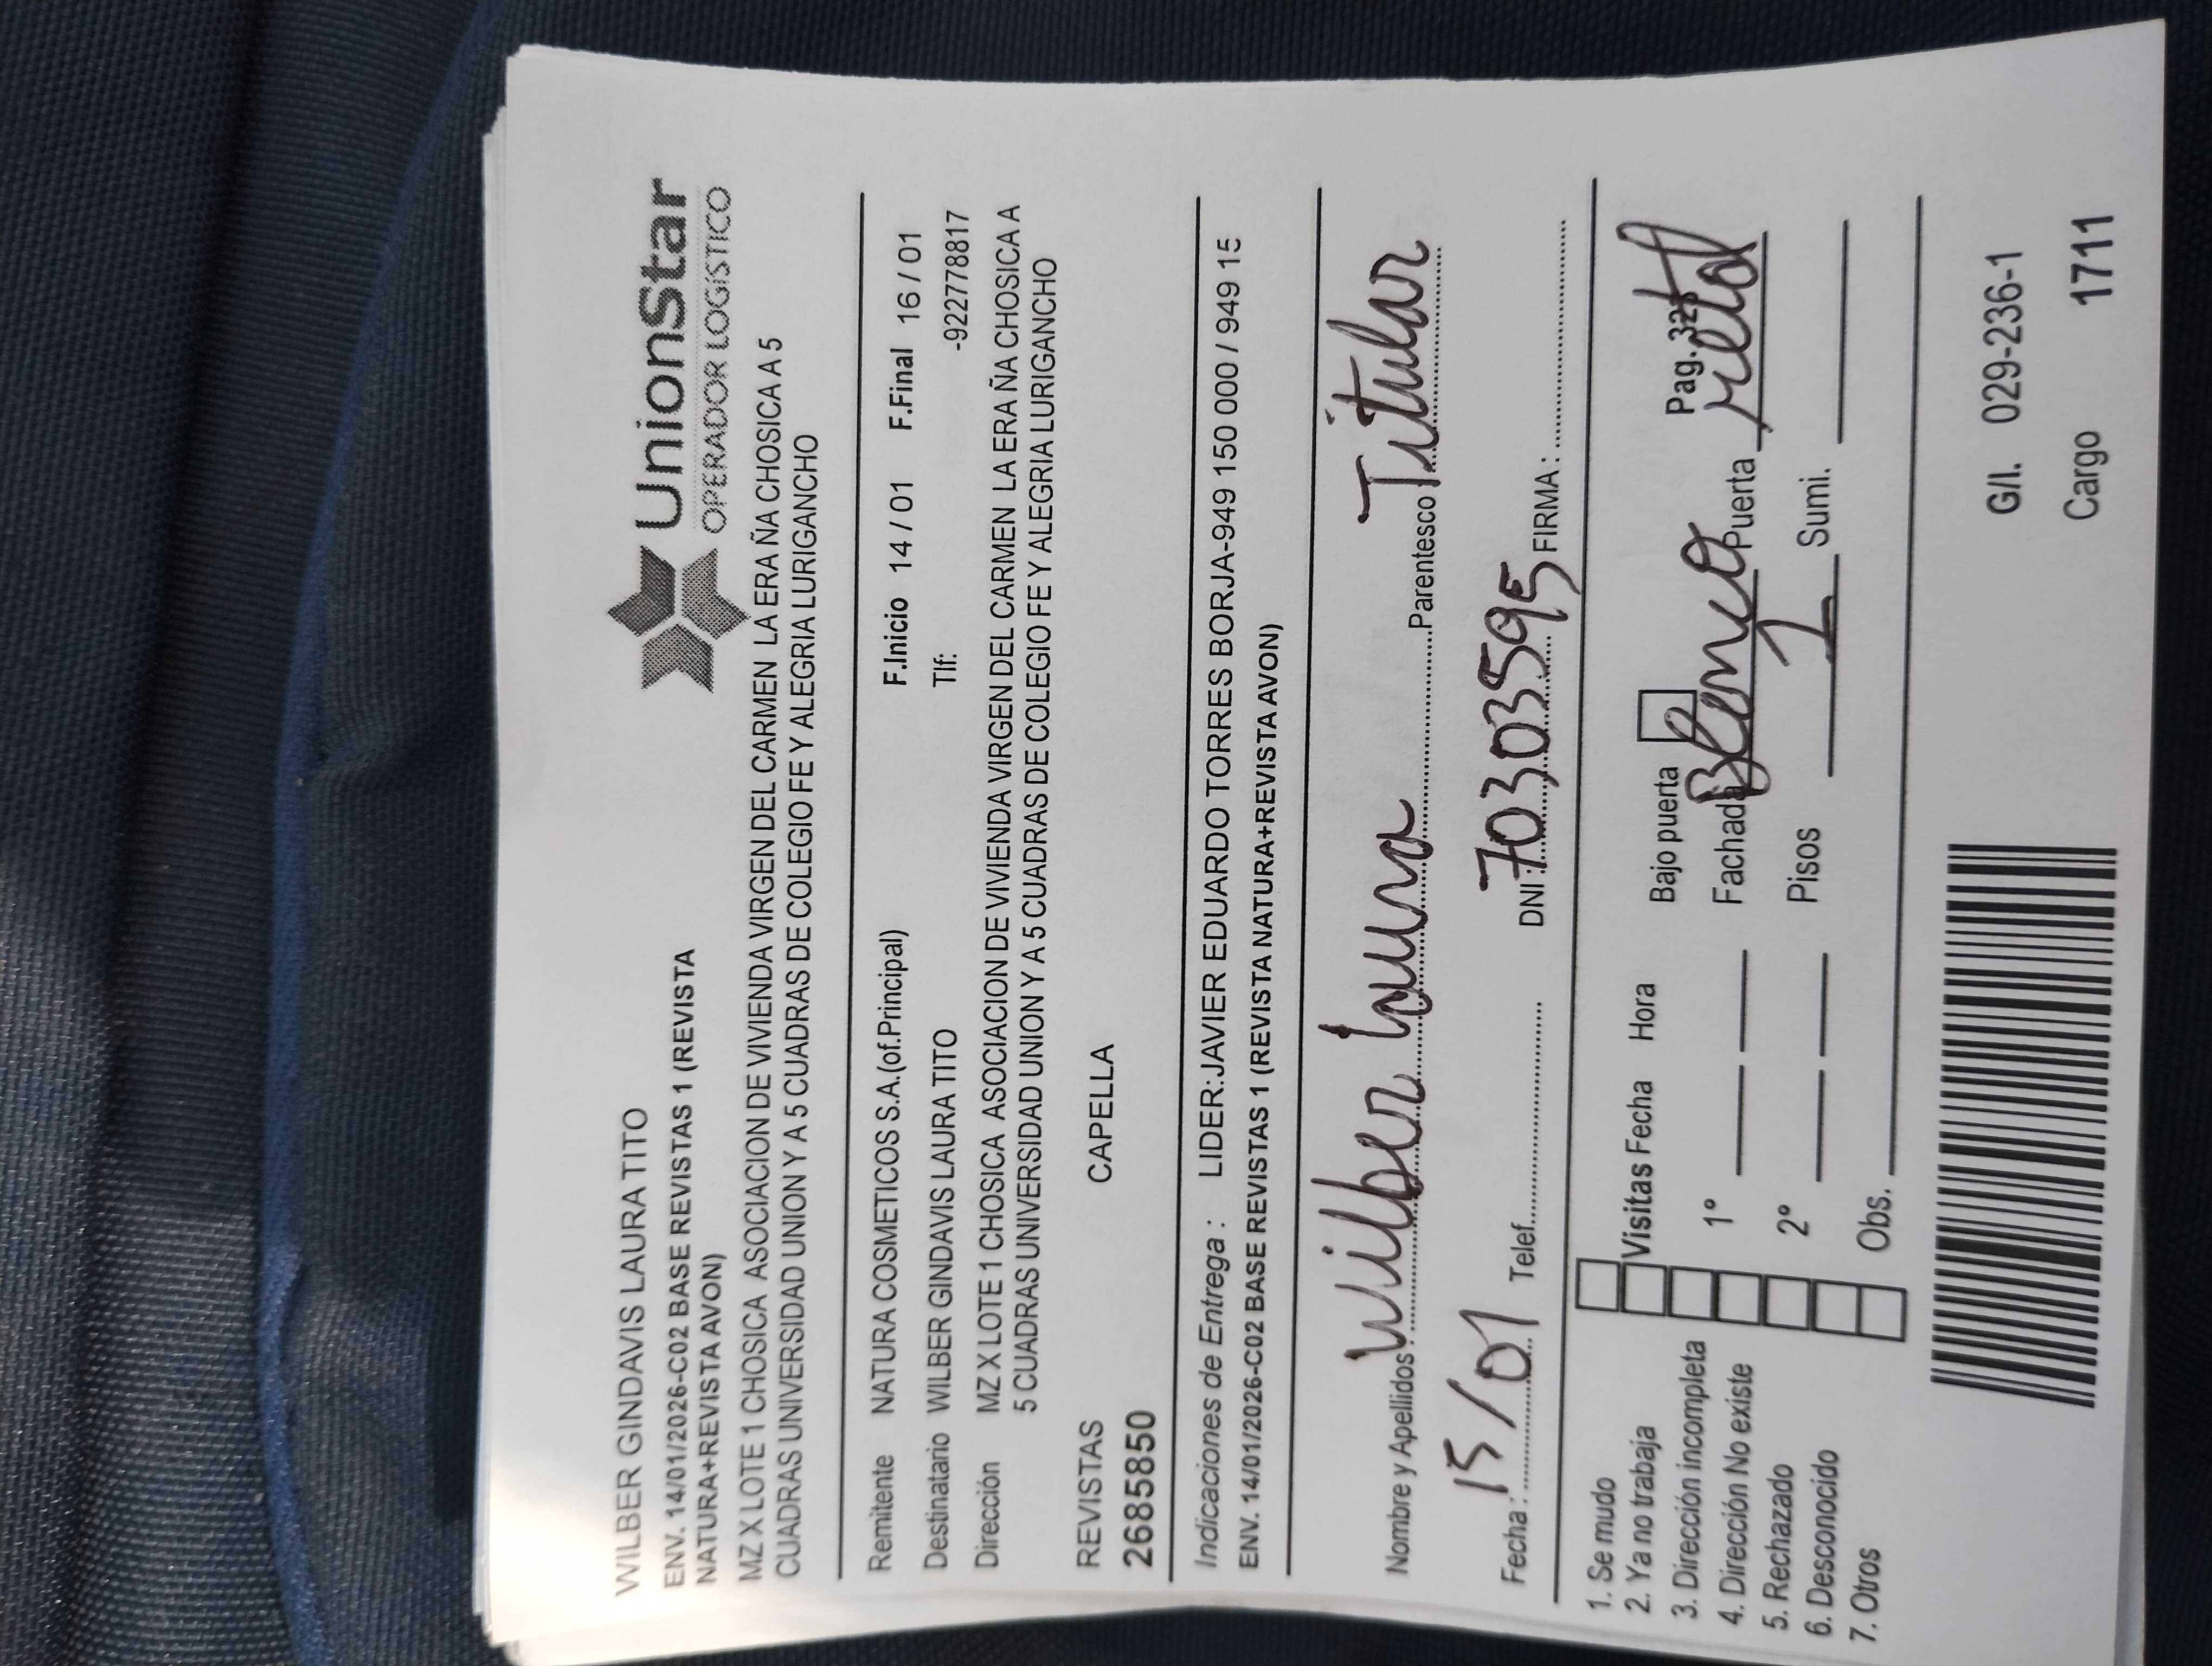 UnionStar
OPERADOR LOGÍSTICO
WILBER GINDAVIS LAURA TITO
ENV. 14/01/2026-C02 BASE REVISTAS 1 (REVISTA
NATURA+REVISTA AVON)
MZ X LOTE 1 CHOSICA ASOCIACION DE VIVIENDA VIRGEN DEL CARMEN LA ERA ÑA CHOSICA A 5
CUADRAS UNIVERSIDAD UNION Y A 5 CUADRAS DE COLEGIO FE Y ALEGRIA LURIGANCHO
Remitente NATURA COSMETICOS S.A.(of.Principal) F.Inicio 14 / 01 F.Final 16 / 01
Destinatario WILBER GINDAVIS LAURA TITO Tlf: -922778817
Dirección MZ X LOTE 1 CHOSICA ASOCIACION DE VIVIENDA VIRGEN DEL CARMEN LA ERA ÑA CHOSICA A
5 CUADRAS UNIVERSIDAD UNION Y A 5 CUADRAS DE COLEGIO FE Y ALEGRIA LURIGANCHO
REVISTAS CAPELLA
2685850
Indicaciones de Entrega : LIDER:JAVIER EDUARDO TORRES BORJA-949 150 000 / 949 15
ENV. 14/01/2026-C02 BASE REVISTAS 1 (REVISTA NATURA+REVISTA AVON)
Nombre y Apellidos: Wilber Laura Parentesco Titular
Fecha: 15/01 Telef. DNI: 70303595 FIRMA:
1. Se mudo
2. Ya no trabaja
3. Dirección incompleta
4. Dirección No existe
5. Rechazado
6. Desconocido
7. Otros
Visitas Fecha Hora Bajo puerta Pag.
1° Fachada Blanco Puerta metal
2° Pisos 1 Sumi.
Obs.
G/I. 029-236-1
Cargo 1711